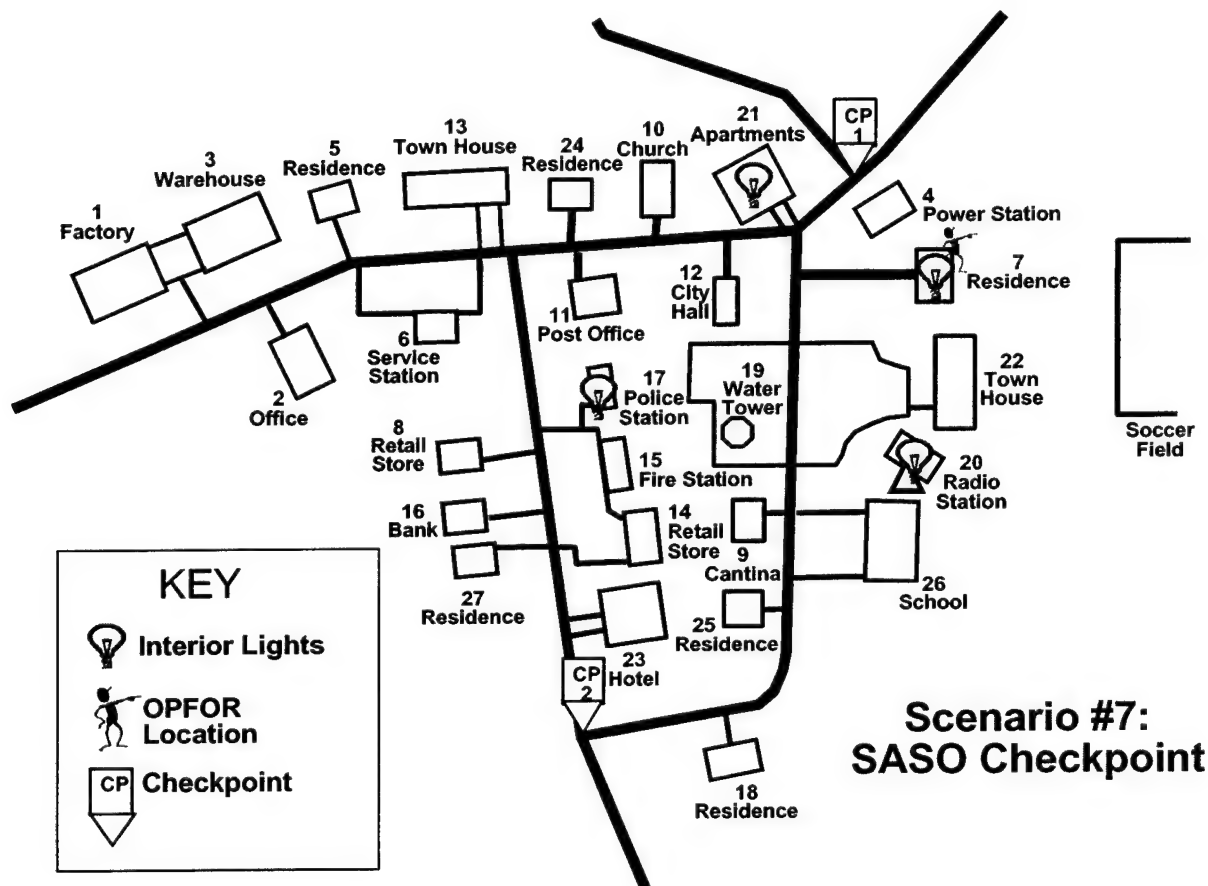 CP
1
21
Apartments
10
Church
13
Town House
24
Residence
5
Residence
3
Warehouse
1
Factory
4
Power Station
7
Residence
12
City
Hall
11
Post Office
6
Service
Station
2
Office
22
Town
House
19
Water
Tower
17
Police
Station
Soccer
Field
8
Retail
Store
15
Fire Station
20
Radio
Station
16
Bank
14
Retail
Store
9
Cantina
26
School
27
Residence
25
Residence
23
Hotel
CP
2
18
Residence
KEY
Interior Lights
OPFOR
Location
CP
Checkpoint
Scenario #7:
SASO Checkpoint